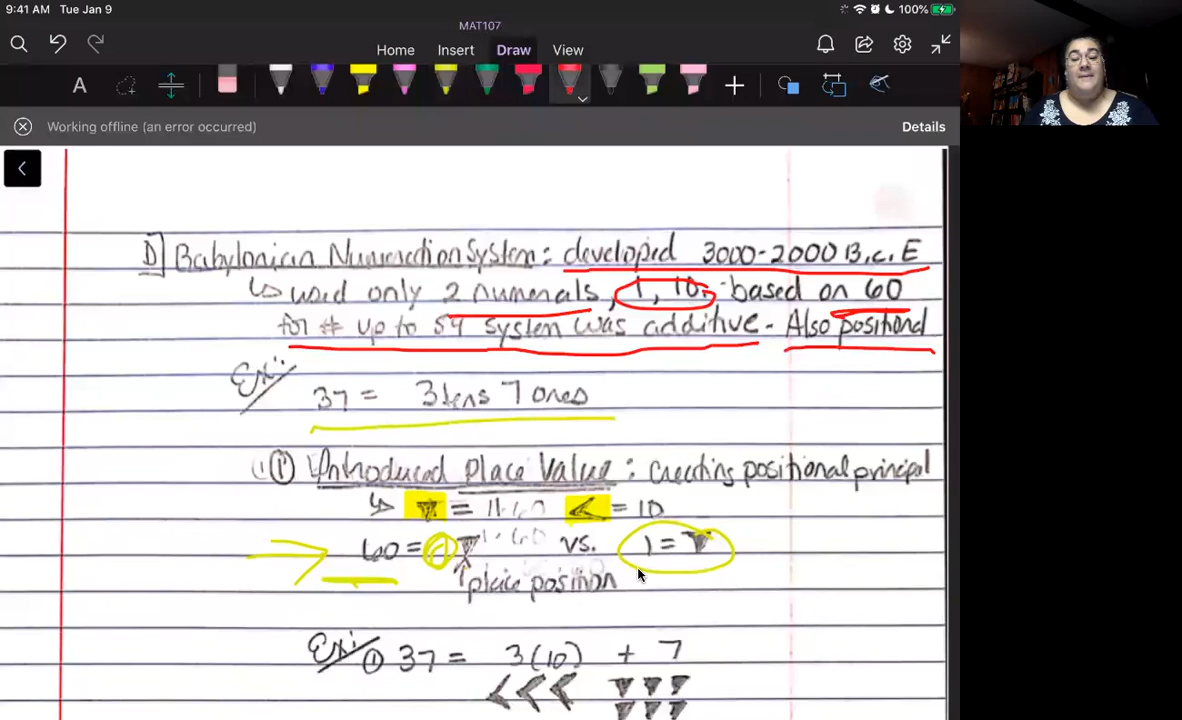 9:41 AM Tue Jan 9
100%
MAT107
Home Insert Draw View
A
Working offline (an error occurred)
Details
D] Babylonian Numeration System: developed 3000-2000 B.C.E
↳ used only 2 numerals, 1, 10, based on 60
for # up to 59 system was additive - Also positional
Ex:
37 = 3 tens 7 ones
① Introduced Place Value: creating positional principal
↳ ▼ = < = 10
60 = ▼ vs. 1 = ▼
↑ place position
Ex: ① 37 = 3(10) + 7
<<< ▼▼▼
▼▼▼